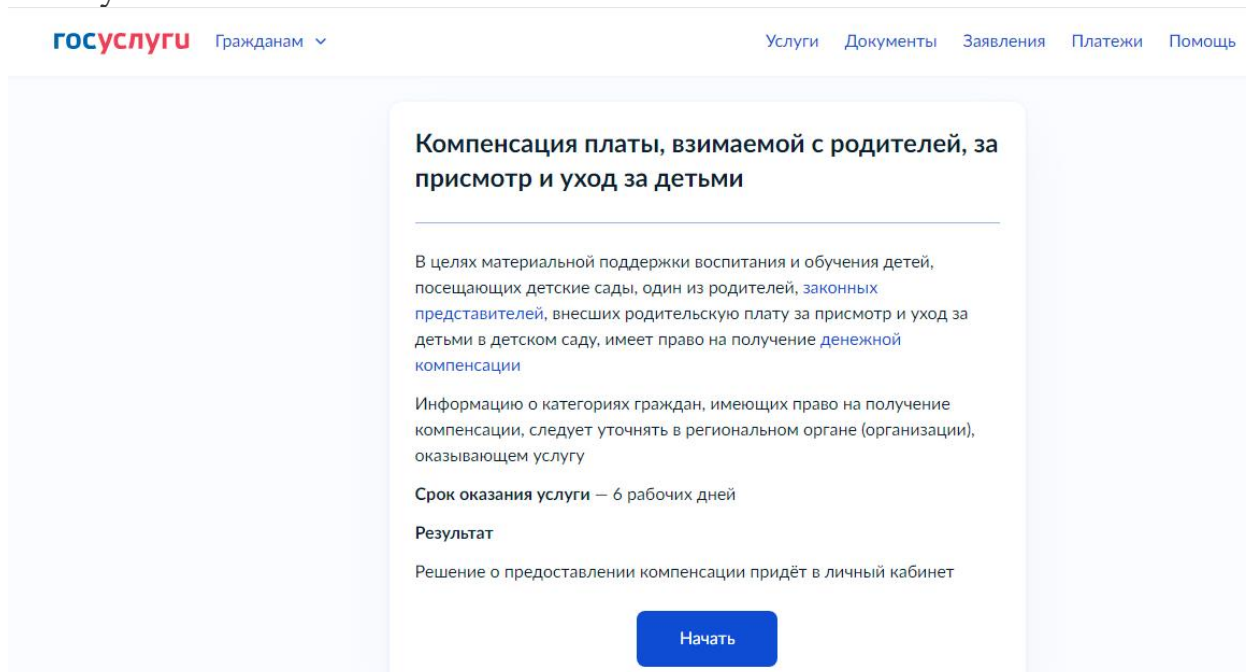 госуслуги Гражданам Услуги Документы Заявления Платежи Помощь
Компенсация платы, взимаемой с родителей, за
присмотр и уход за детьми
В целях материальной поддержки воспитания и обучения детей,
посещающих детские сады, один из родителей, законных
представителей, внесших родительскую плату за присмотр и уход за
детьми в детском саду, имеет право на получение денежной
компенсации
Информацию о категориях граждан, имеющих право на получение
компенсации, следует уточнять в региональном органе (организации),
оказывающем услугу
Срок оказания услуги — 6 рабочих дней
Результат
Решение о предоставлении компенсации придёт в личный кабинет
Начать